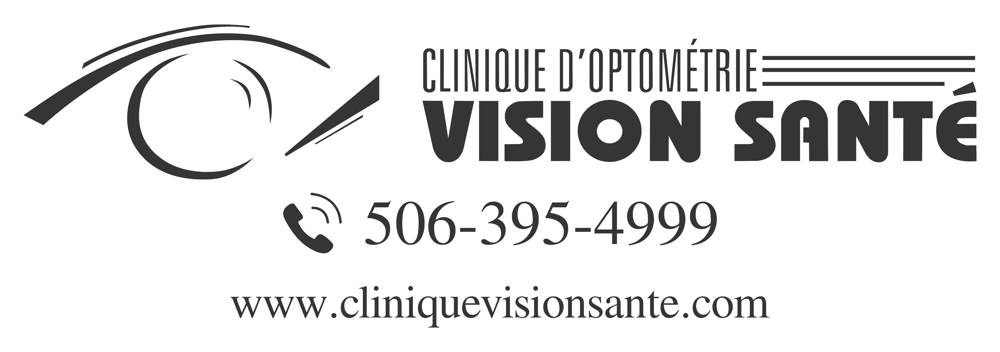 CLINIQUE D'OPTOMÉTRIE
VISION SANTÉ
506-395-4999
www.cliniquevisionsante.com